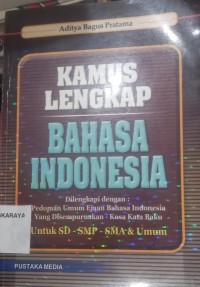 Aditya Bagus Pratama
KAMUS
LENGKAP
BAHASA
INDONESIA
Dilengkapi dengan :
Pedoman Umum Ejaan Bahasa Indonesia
Yang Disempurnakan - Kosa Kata Baku
Untuk SD - SMP - SMA & Umum
SKARAYA
PUSTAKA MEDIA